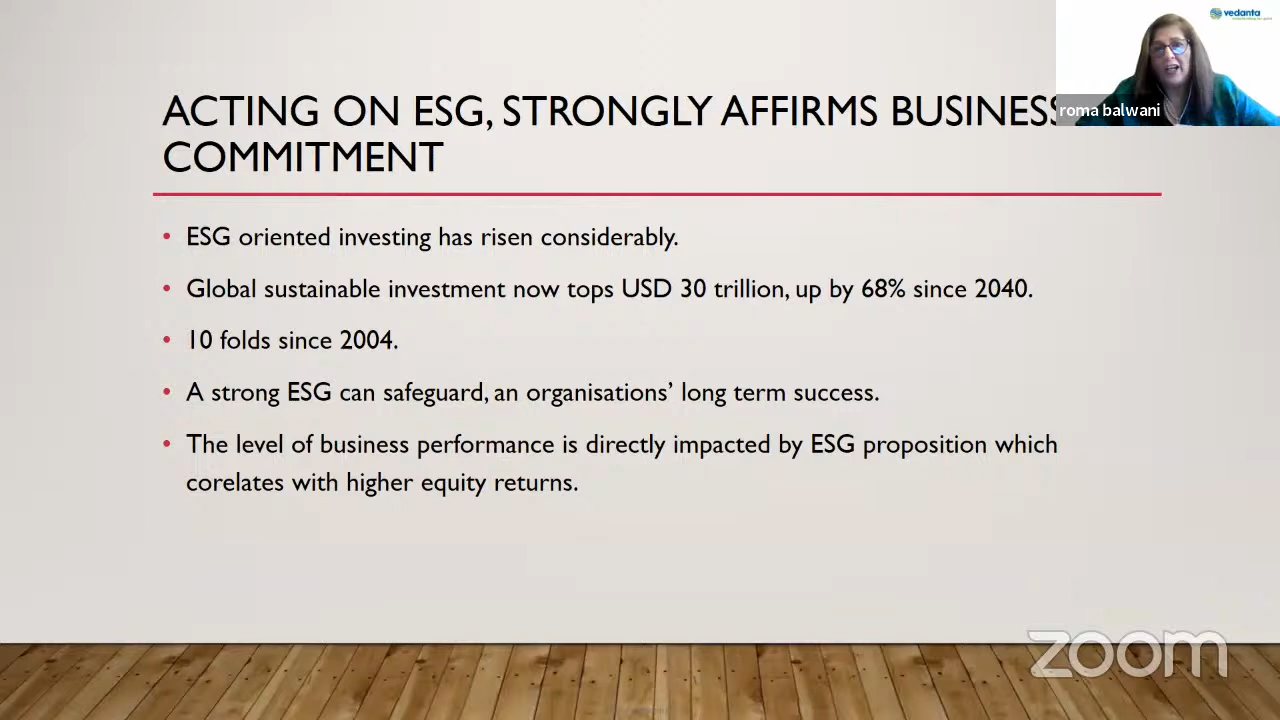 vedanta
ACTING ON ESG, STRONGLY AFFIRMS BUSINESS
COMMITMENT
roma balwani
• ESG oriented investing has risen considerably.
• Global sustainable investment now tops USD 30 trillion, up by 68% since 2040.
• 10 folds since 2004.
• A strong ESG can safeguard, an organisations’ long term success.
• The level of business performance is directly impacted by ESG proposition which
corelates with higher equity returns.
zoom